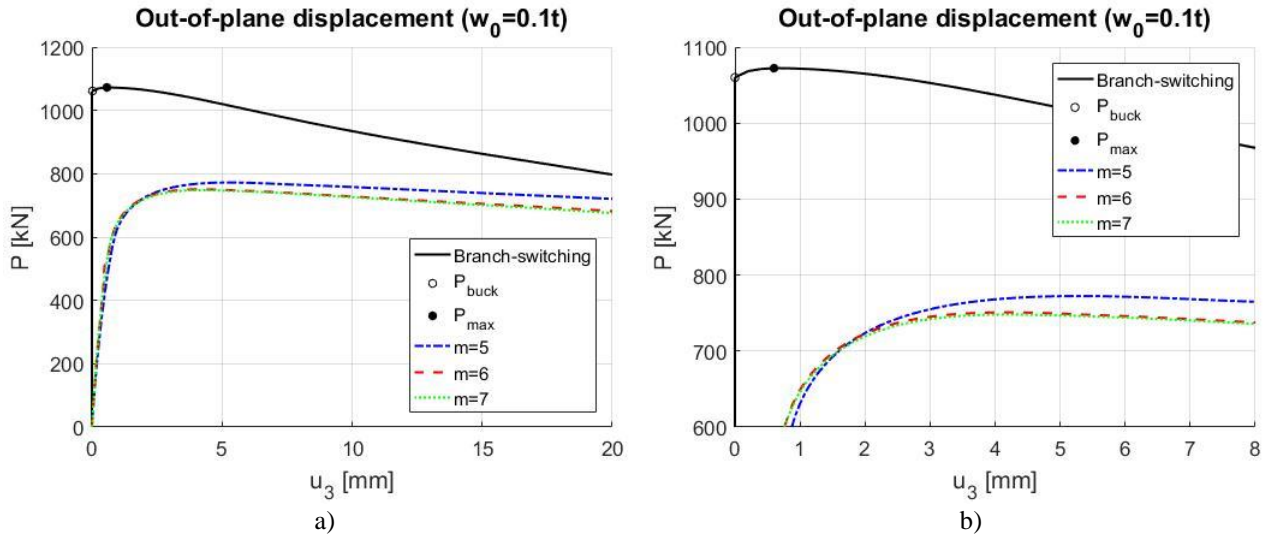 Out-of-plane displacement (w0=0.1t)
1200
1000
800
600
400
200
0
P [kN]
0 5 10 15 20
u3 [mm]
Branch-switching
Pbuck
Pmax
m=5
m=6
m=7
a)
Out-of-plane displacement (w0=0.1t)
1100
1000
900
800
700
600
P [kN]
0 1 2 3 4 5 6 7 8
u3 [mm]
Branch-switching
Pbuck
Pmax
m=5
m=6
m=7
b)